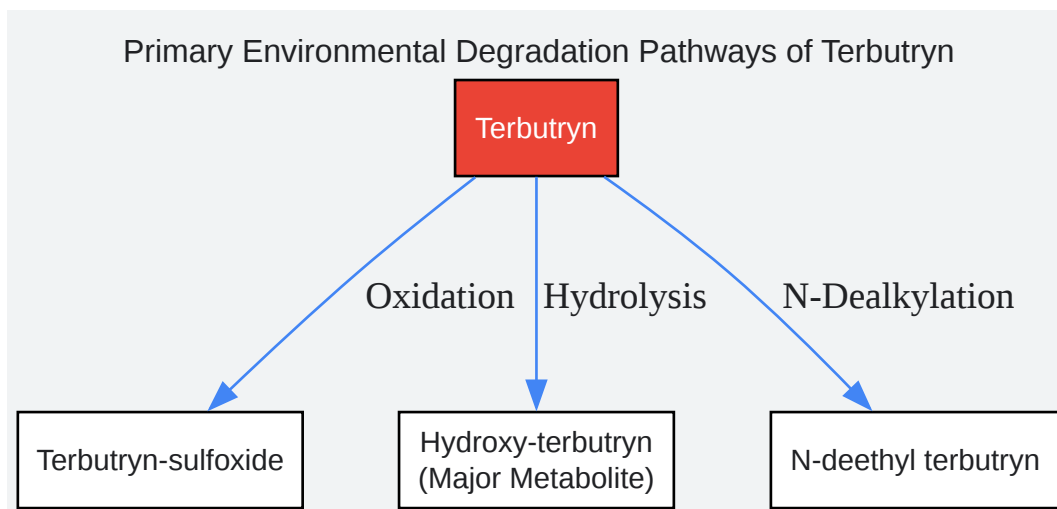 Primary Environmental Degradation Pathways of Terbutryn
Terbutryn
Oxidation
Hydrolysis
N-Dealkylation
Terbutryn-sulfoxide
Hydroxy-terbutryn
(Major Metabolite)
N-deethyl terbutryn